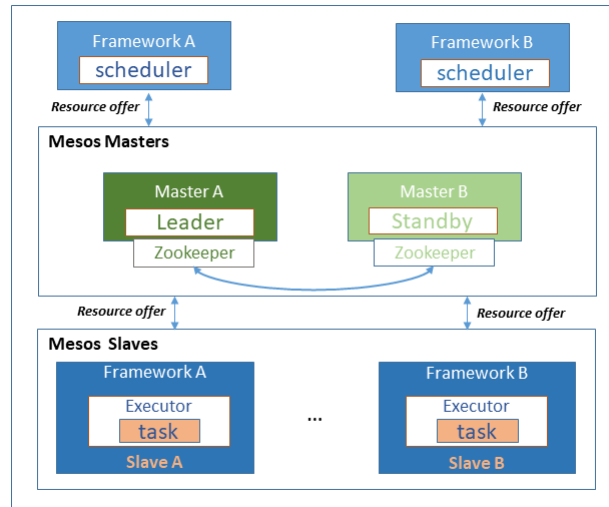 Framework A
scheduler
Framework B
scheduler
Resource offer
Resource offer
Mesos Masters
Master A
Leader
Zookeeper
Master B
Standby
Zookeeper
Resource offer
Resource offer
Mesos Slaves
Framework A
Executor
task
Slave A
...
Framework B
Executor
task
Slave B